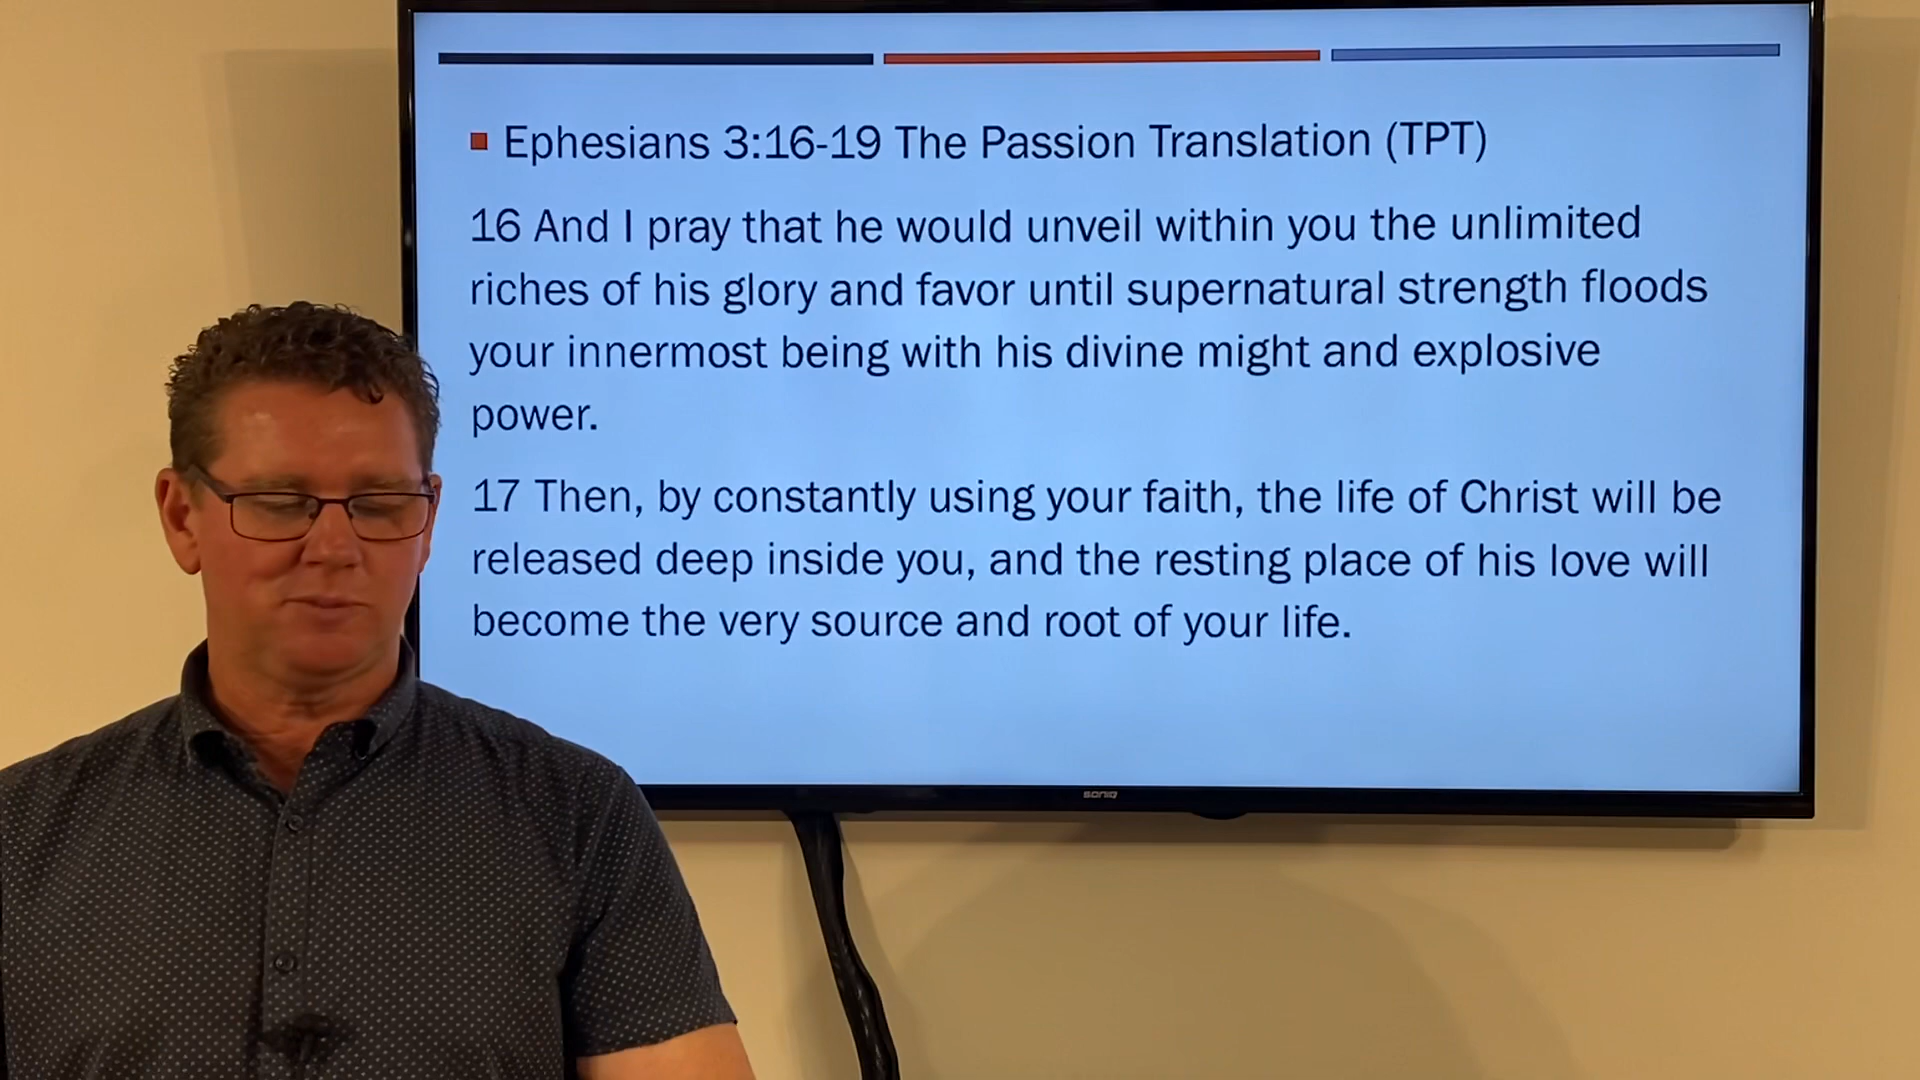 Ephesians 3:16-19 The Passion Translation (TPT)
16 And I pray that he would unveil within you the unlimited
riches of his glory and favor until supernatural strength floods
your innermost being with his divine might and explosive
power.
17 Then, by constantly using your faith, the life of Christ will be
released deep inside you, and the resting place of his love will
become the very source and root of your life.
soniq